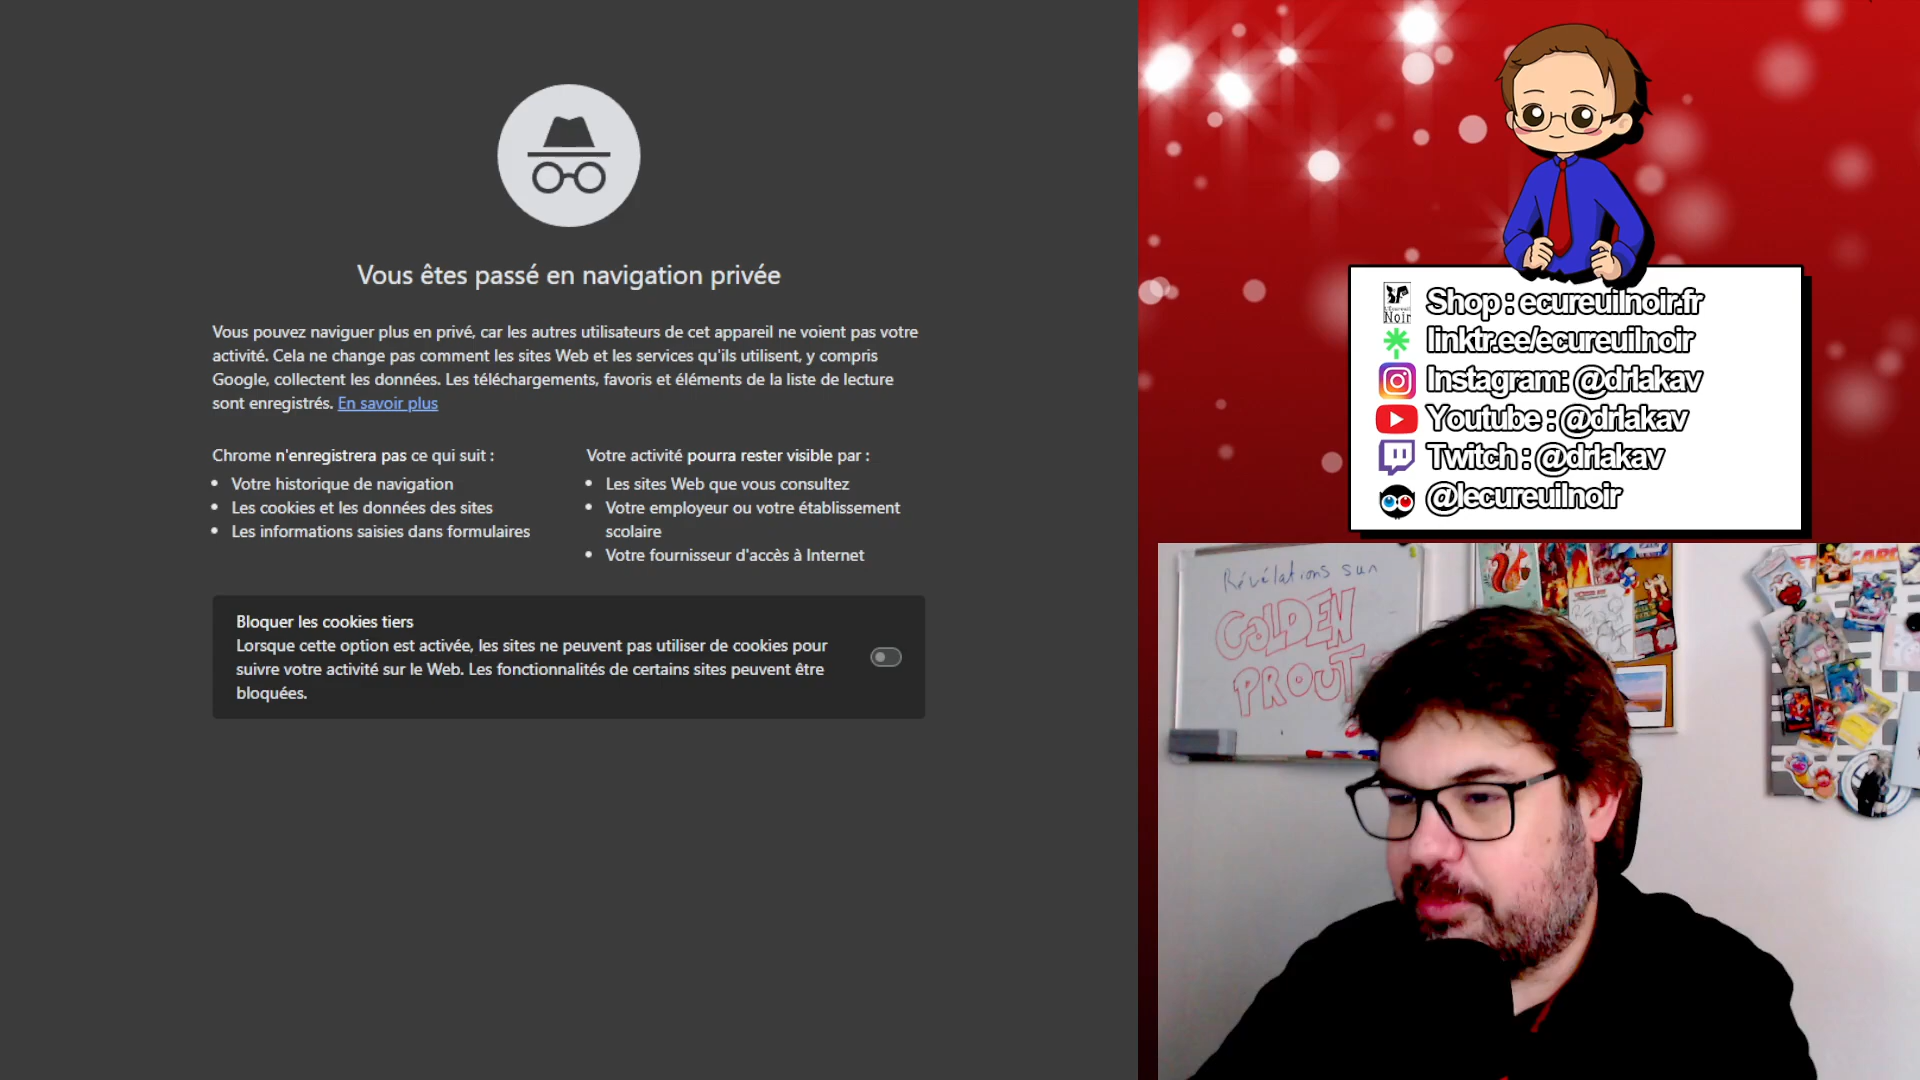 Vous êtes passé en navigation privée
Vous pouvez naviguer plus en privé, car les autres utilisateurs de cet appareil ne voient pas votre
activité. Cela ne change pas comment les sites Web et les services qu'ils utilisent, y compris
Google, collectent les données. Les téléchargements, favoris et éléments de la liste de lecture
sont enregistrés. En savoir plus
Chrome n'enregistrera pas ce qui suit :
Votre historique de navigation
Les cookies et les données des sites
Les informations saisies dans formulaires
Votre activité pourra rester visible par :
Les sites Web que vous consultez
Votre employeur ou votre établissement
scolaire
Votre fournisseur d'accès à Internet
Bloquer les cookies tiers
Lorsque cette option est activée, les sites ne peuvent pas utiliser de cookies pour
suivre votre activité sur le Web. Les fonctionnalités de certains sites peuvent être
bloquées.
Noir
Shop : ecureuilnoir.fr
linktr.ee/ecureuilnoir
Instagram: @drlakav
Youtube : @drlakav
Twitch : @drlakav
@lecureuilnoir
Révélations sur
GOLDEN
PROUT